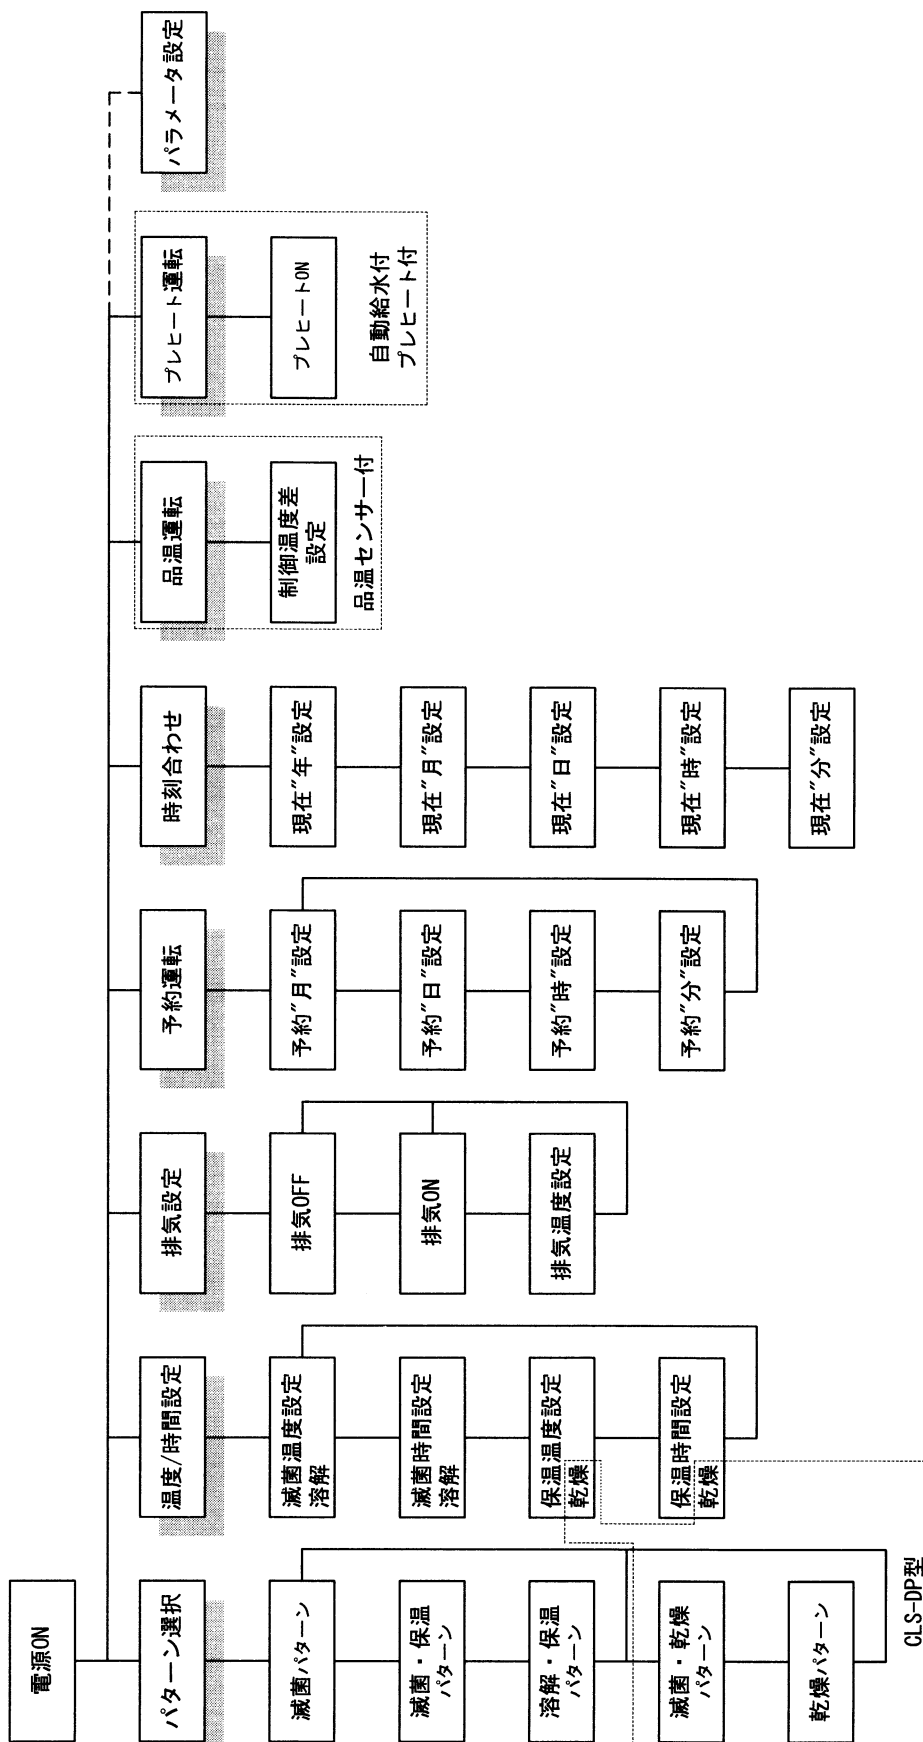 電源ON
パターン選択
滅菌パターン
滅菌・保温
パターン
溶解・保温
パターン
滅菌・乾燥
パターン
乾燥パターン
CLS-DP型
温度/時間設定
滅菌温度設定
溶解
滅菌時間設定
溶解
保温温度設定
乾燥
保温時間設定
乾燥
排気設定
排気OFF
排気ON
排気温度設定
予約運転
予約"月"設定
予約"日"設定
予約"時"設定
予約"分"設定
時刻合わせ
現在"年"設定
現在"月"設定
現在"日"設定
現在"時"設定
現在"分"設定
品温運転
制御温度差
設定
品温センサー付
プレヒート運転
プレヒートON
自動給水付
プレヒート付
パラメータ設定